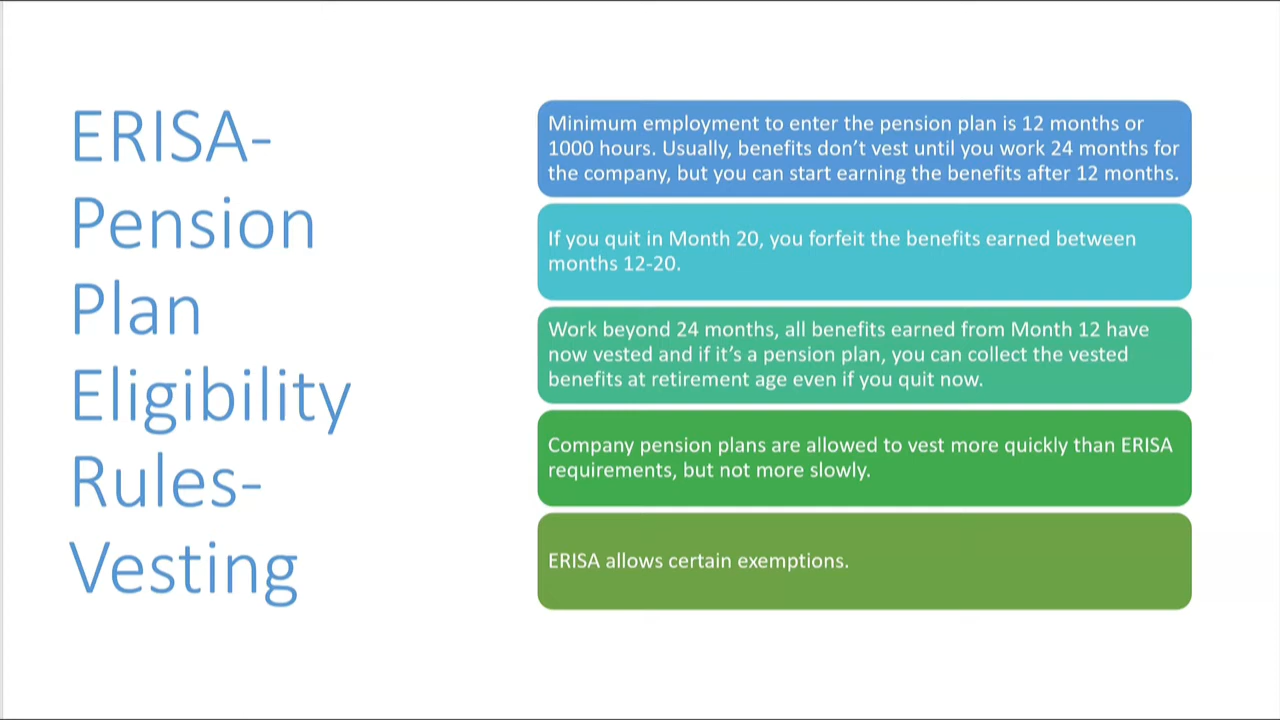 ERISA-
Pension
Plan
Eligibility
Rules-
Vesting
Minimum employment to enter the pension plan is 12 months or
1000 hours. Usually, benefits don’t vest until you work 24 months for
the company, but you can start earning the benefits after 12 months.
If you quit in Month 20, you forfeit the benefits earned between
months 12-20.
Work beyond 24 months, all benefits earned from Month 12 have
now vested and if it’s a pension plan, you can collect the vested
benefits at retirement age even if you quit now.
Company pension plans are allowed to vest more quickly than ERISA
requirements, but not more slowly.
ERISA allows certain exemptions.